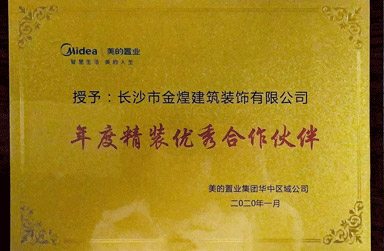 Midea 美的置业
智慧生活 美的人生
授予：长沙市金煌建筑装饰有限公司
年度精装优秀合作伙伴
美的置业集团华中区域公司
二〇二〇年一月